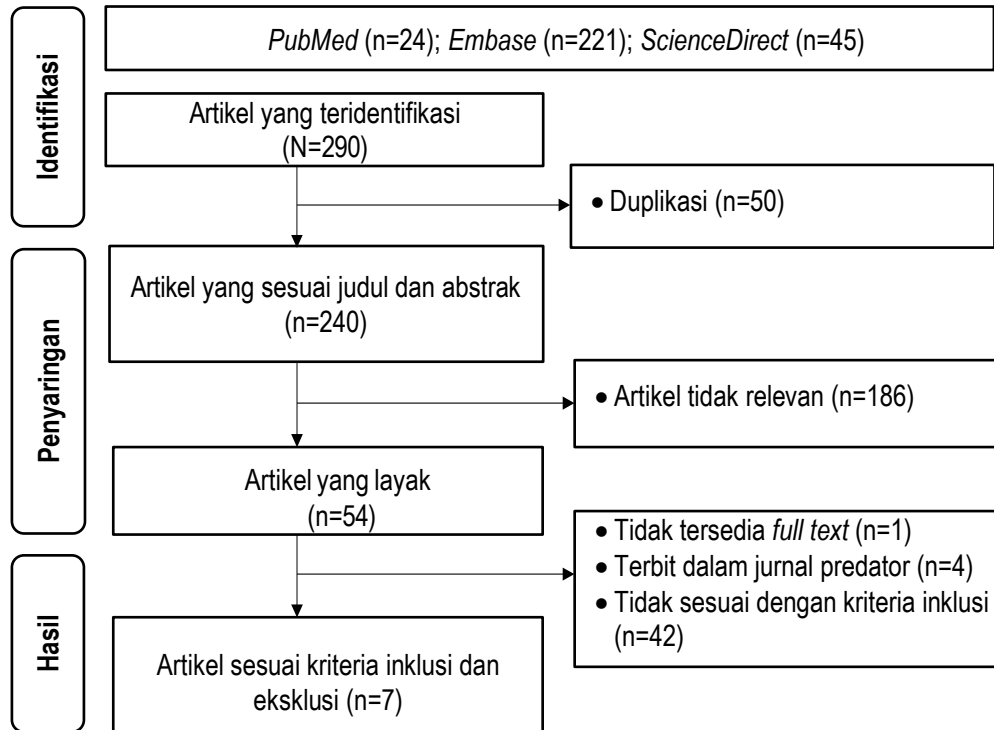 Identifikasi
PubMed (n=24); Embase (n=221); ScienceDirect (n=45)
Artikel yang teridentifikasi
(N=290)
• Duplikasi (n=50)
Penyaringan
Artikel yang sesuai judul dan abstrak
(n=240)
• Artikel tidak relevan (n=186)
Artikel yang layak
(n=54)
• Tidak tersedia full text (n=1)
• Terbit dalam jurnal predator (n=4)
• Tidak sesuai dengan kriteria inklusi
(n=42)
Hasil
Artikel sesuai kriteria inklusi dan
eksklusi (n=7)